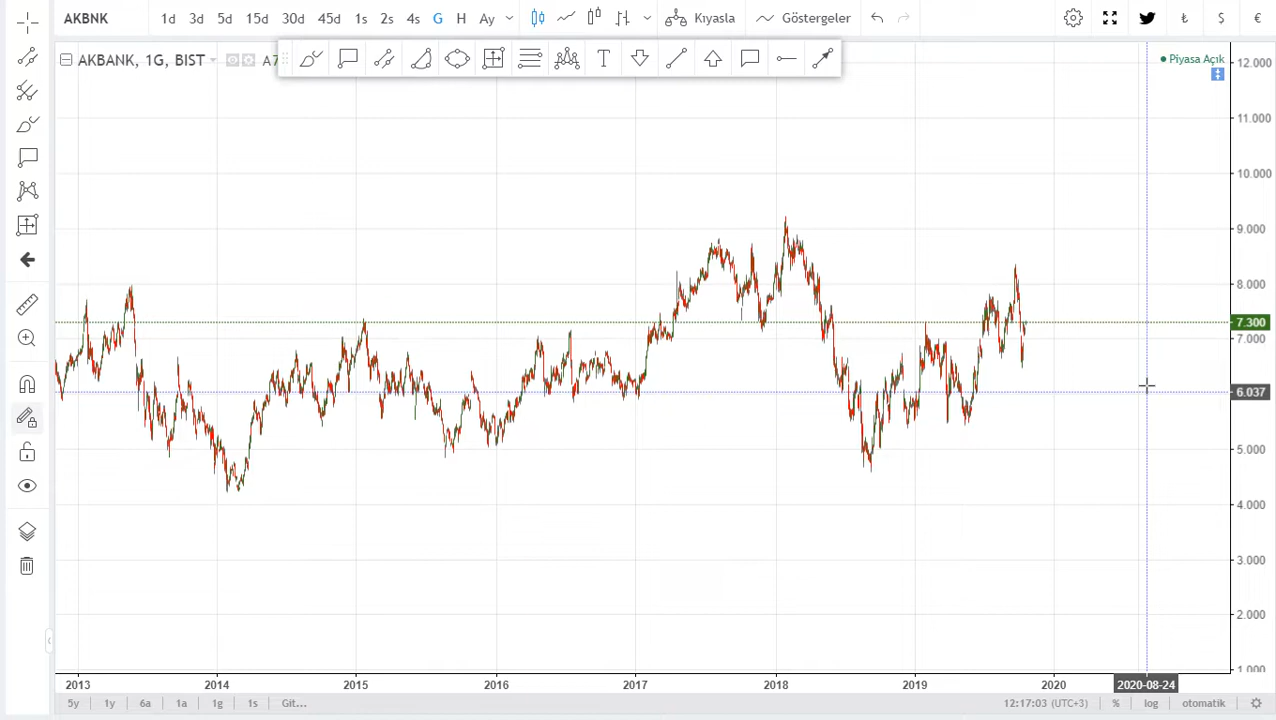 AKBNK 1d 3d 5d 15d 30d 45d 1s 2s 4s G H Ay Kıyasla Göstergeler ₺ $ €
AKBANK, 1G, BIST A7
Piyasa Açık
12.000
11.000
10.000
9.000
8.000
7.300
7.000
6.037
5.000
4.000
3.000
2.000
1.000
2013 2014 2015 2016 2017 2018 2019 2020 2020-08-24
5y 1y 6a 1a 1g 1s Git... 12:17:03 (UTC+3) % log otomatik